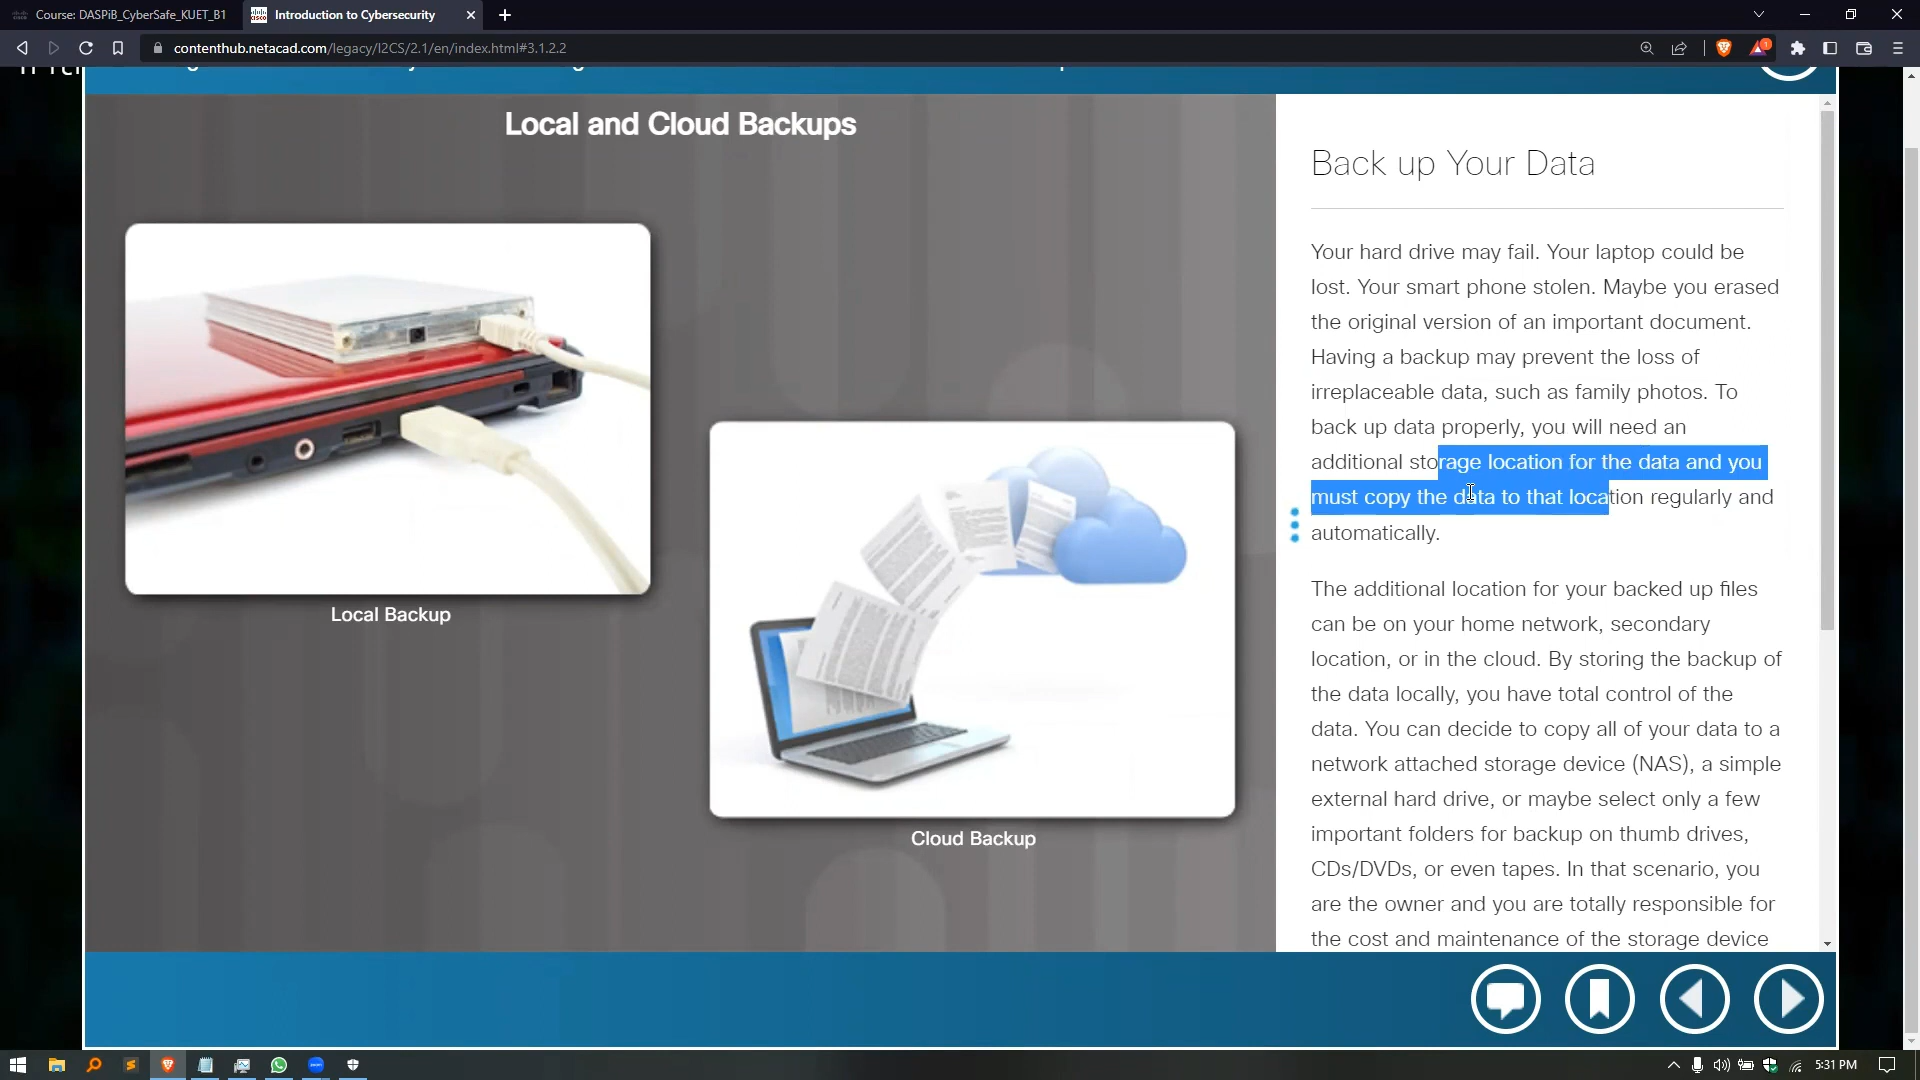 Course: DASPiB_CyberSafe_KUET_B1
Introduction to Cybersecurity
contenthub.netacad.com/legacy/I2CS/2.1/en/index.html#3.1.2.2
Local and Cloud Backups
Local Backup
Cloud Backup
Back up Your Data
Your hard drive may fail. Your laptop could be
lost. Your smart phone stolen. Maybe you erased
the original version of an important document.
Having a backup may prevent the loss of
irreplaceable data, such as family photos. To
back up data properly, you will need an
additional storage location for the data and you
must copy the data to that location regularly and
automatically.
The additional location for your backed up files
can be on your home network, secondary
location, or in the cloud. By storing the backup of
the data locally, you have total control of the
data. You can decide to copy all of your data to a
network attached storage device (NAS), a simple
external hard drive, or maybe select only a few
important folders for backup on thumb drives,
CDs/DVDs, or even tapes. In that scenario, you
are the owner and you are totally responsible for
the cost and maintenance of the storage device
5:31 PM